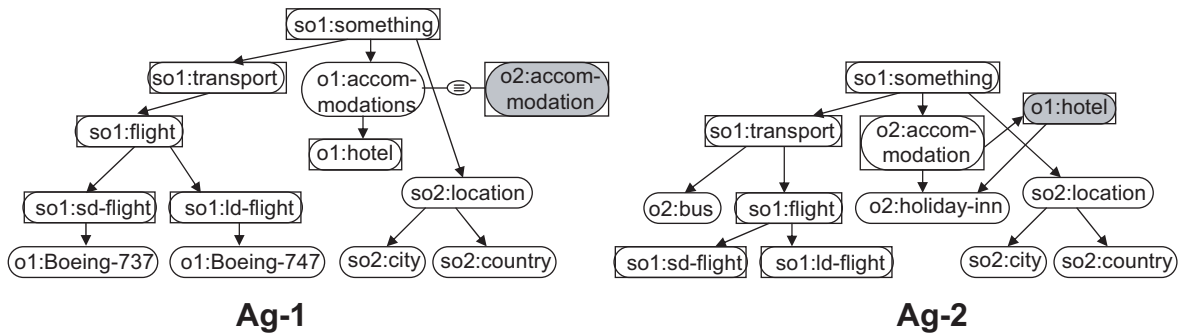 so1:something
so1:transport
o1:accom-
modations
≡
o2:accom-
modation
so1:flight
o1:hotel
so1:sd-flight
so1:ld-flight
so2:location
o1:Boeing-737
o1:Boeing-747
so2:city
so2:country
Ag-1
so1:something
o1:hotel
so1:transport
o2:accom-
modation
so2:location
o2:bus
so1:flight
o2:holiday-inn
so1:sd-flight
so1:ld-flight
so2:city
so2:country
Ag-2